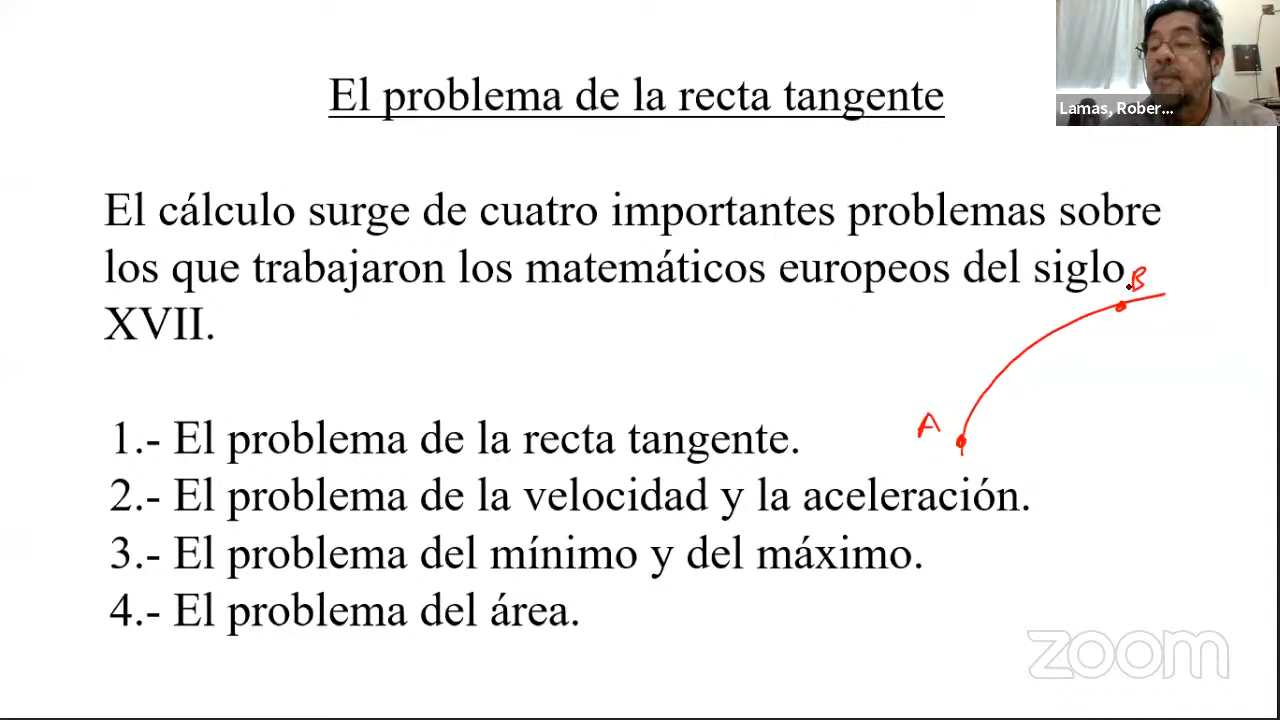 El problema de la recta tangente
Lamas, Rober...
El cálculo surge de cuatro importantes problemas sobre
los que trabajaron los matemáticos europeos del siglo
XVII.
B
A
1.- El problema de la recta tangente.
2.- El problema de la velocidad y la aceleración.
3.- El problema del mínimo y del máximo.
4.- El problema del área.
zoom